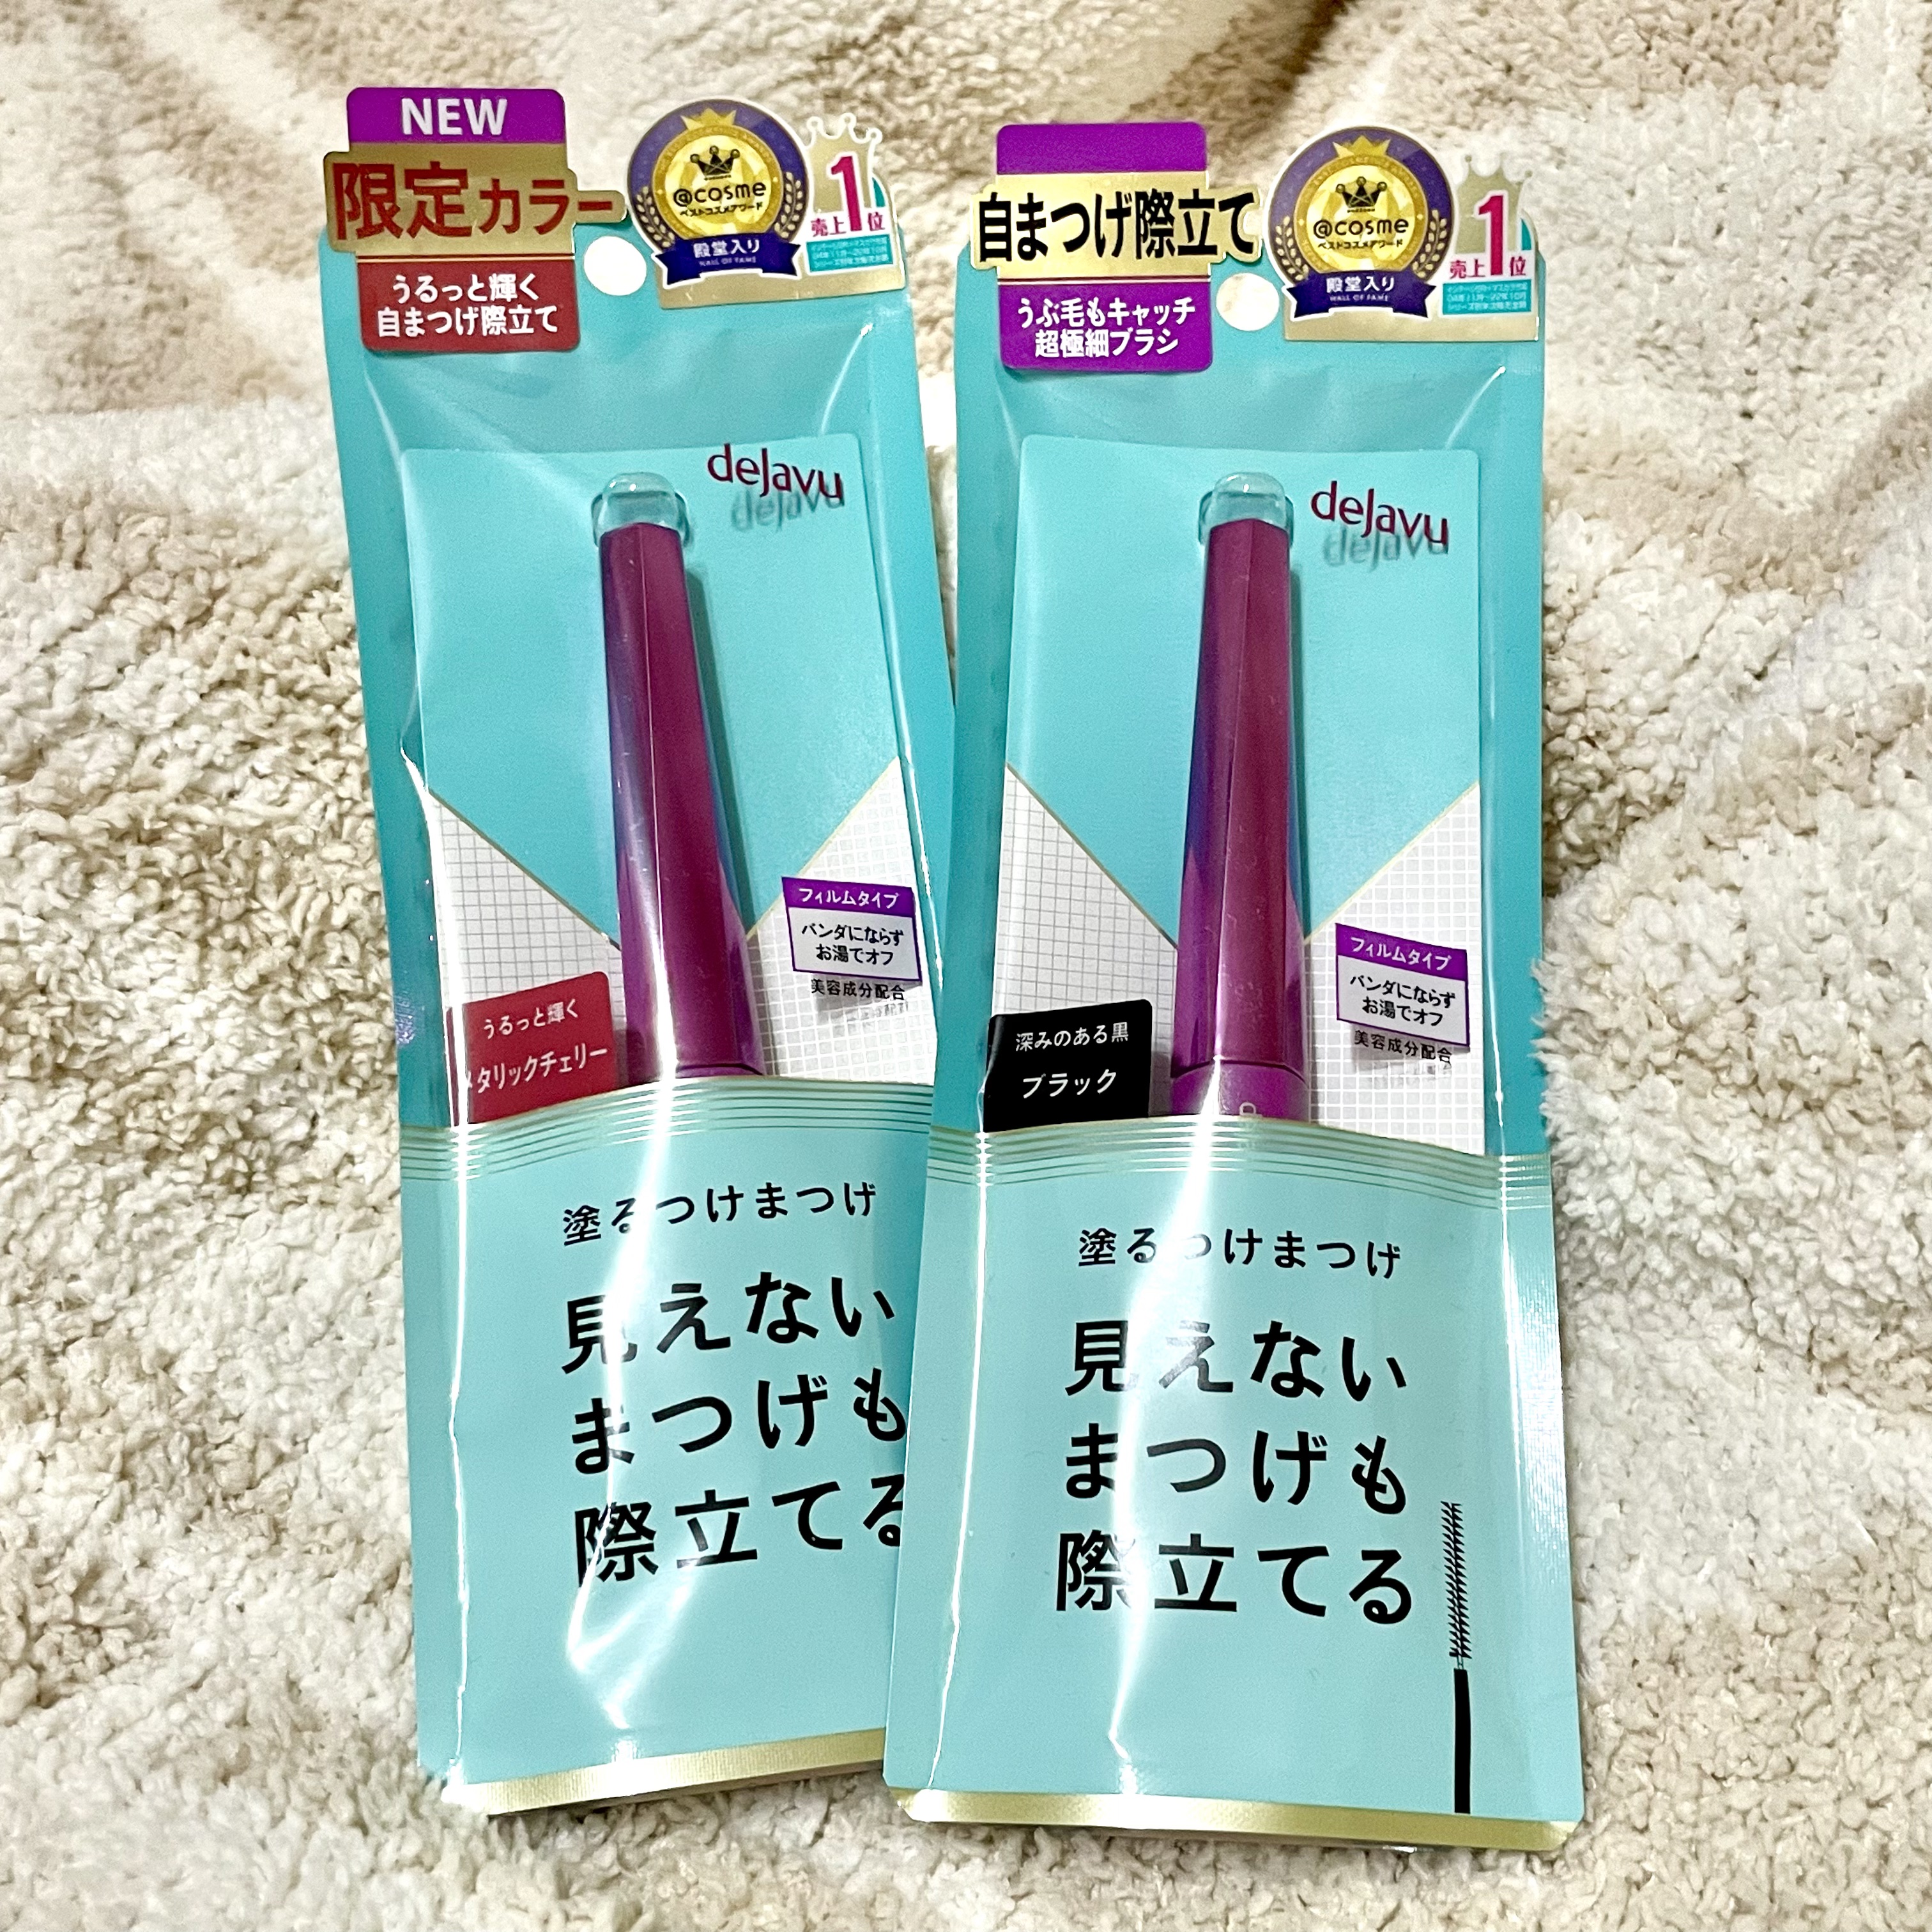 NEW
限定カラー
うるっと輝く
自まつげ際立て
@cosme
ベストコスメアワード
殿堂入り
HALL OF FAME
売上1位
dejavu
フィルムタイプ
パンダにならず
お湯でオフ
美容成分配合
うるっと輝く
メタリックチェリー
塗るつけまつげ
見えない
まつげも
際立てる
自まつげ際立て
うぶ毛もキャッチ
超極細ブラシ
@cosme
ベストコスメアワード
殿堂入り
HALL OF FAME
売上1位
dejavu
フィルムタイプ
パンダにならず
お湯でオフ
美容成分配合
深みのある黒
ブラック
塗るつけまつげ
見えない
まつげも
際立てる